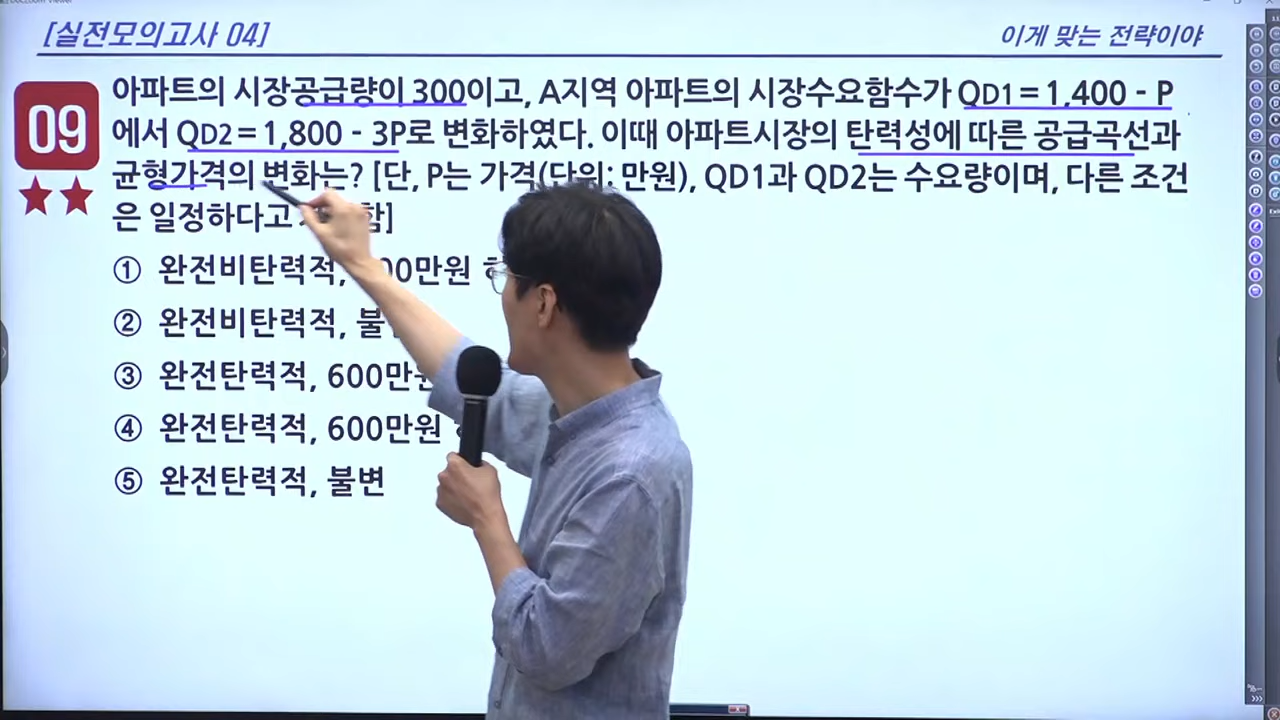 [실전모의고사 04]
이게 맞는 전략이야
09
아파트의 시장공급량이 300이고, A지역 아파트의 시장수요함수가 QD1 = 1,400 - P
에서 QD2 = 1,800 - 3P로 변화하였다. 이때 아파트시장의 탄력성에 따른 공급곡선과
균형가격의 변화는? [단, P는 가격(단위: 만원), QD1과 QD2는 수요량이며, 다른 조건
은 일정하다고 함]
① 완전비탄력적, 00만원
② 완전비탄력적, 불
③ 완전탄력적, 600만원
④ 완전탄력적, 600만원
⑤ 완전탄력적, 불변